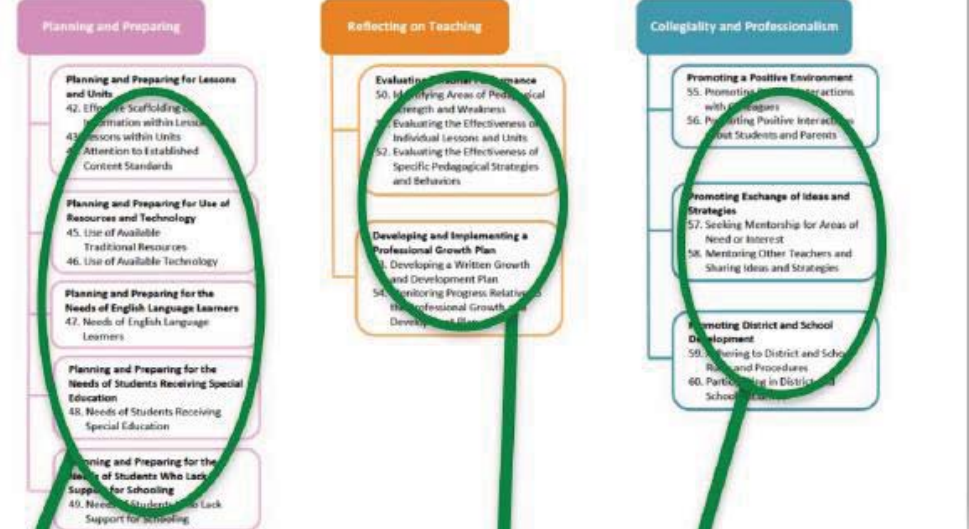 Planning and Preparing
Planning and Preparing for Lessons
and Units
42. Effective Scaffolding
Information within
Lessons within Units
Attention to Established
Content Standards
Planning and Preparing for Use of
Resources and Technology
45. Use of Available
Traditional Resources
46. Use of Available Technology
Planning and Preparing for the
Needs of English Language Learners
47. Needs of English Language
Learners
Planning and Preparing for the
Needs of Students Receiving Special
Education
48. Needs of Students Receiving
Special Education
Planning and Preparing for the
Needs of Students Who Lack
Support for Schooling
49. Needs of Students Who Lack
Support for Schooling
Reflecting on Teaching
Evaluating Personal Performance
50. Identifying Areas of Pedagogical
Strength and Weakness
Evaluating the Effectiveness of
Individual Lessons and Units
52. Evaluating the Effectiveness of
Specific Pedagogical Strategies
and Behaviors
Developing and Implementing a
Professional Growth Plan
Developing a Written Growth
and Development Plan
54. Monitoring Progress Relative to
the Professional Growth and
Development Plan
Collegiality and Professionalism
Promoting a Positive Environment
55. Promoting Interactions
with Colleagues
56. Promoting Positive Interactions
about Students and Parents
Promoting Exchange of Ideas and
Strategies
57. Seeking Mentorship for Areas of
Need or Interest
58. Mentoring Other Teachers and
Sharing Ideas and Strategies
Promoting District and School
Development
59. Adhering to District and School
Rules and Procedures
60. Participating in District and
School